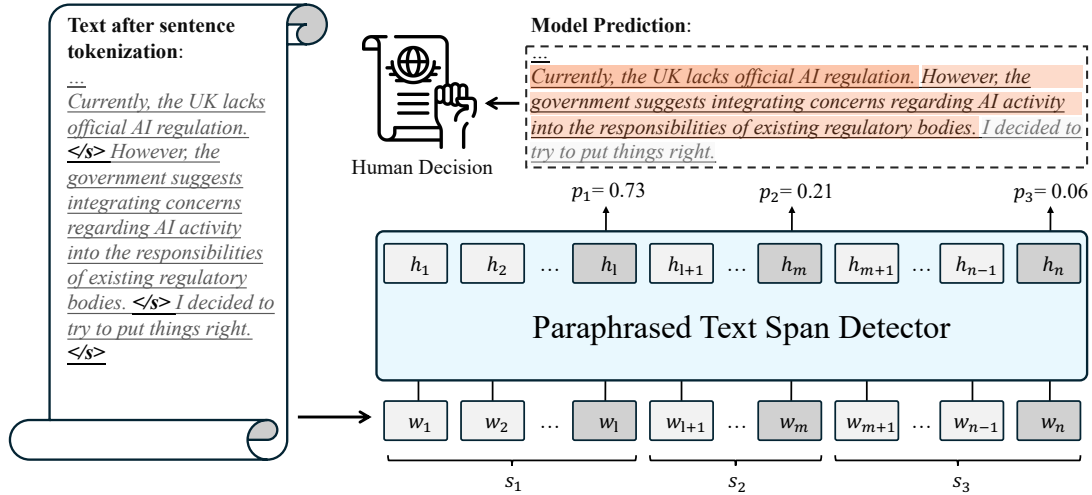 Text after sentence
tokenization:
...
Currently, the UK lacks
official AI regulation.
</s> However, the
government suggests
integrating concerns
regarding AI activity
into the responsibilities
of existing regulatory
bodies. </s> I decided to
try to put things right.
</s>
Human Decision
Model Prediction:
...
Currently, the UK lacks official AI regulation. However, the
government suggests integrating concerns regarding AI activity
into the responsibilities of existing regulatory bodies. I decided to
try to put things right.
p₁= 0.73 p₂= 0.21 p₃= 0.06
h₁ h₂ ... hₗ hₗ₊₁ ... hₘ hₘ₊₁ ... hₙ₋₁ hₙ
Paraphrased Text Span Detector
w₁ w₂ ... wₗ wₗ₊₁ ... wₘ wₘ₊₁ ... wₙ₋₁ wₙ
s₁ s₂ s₃